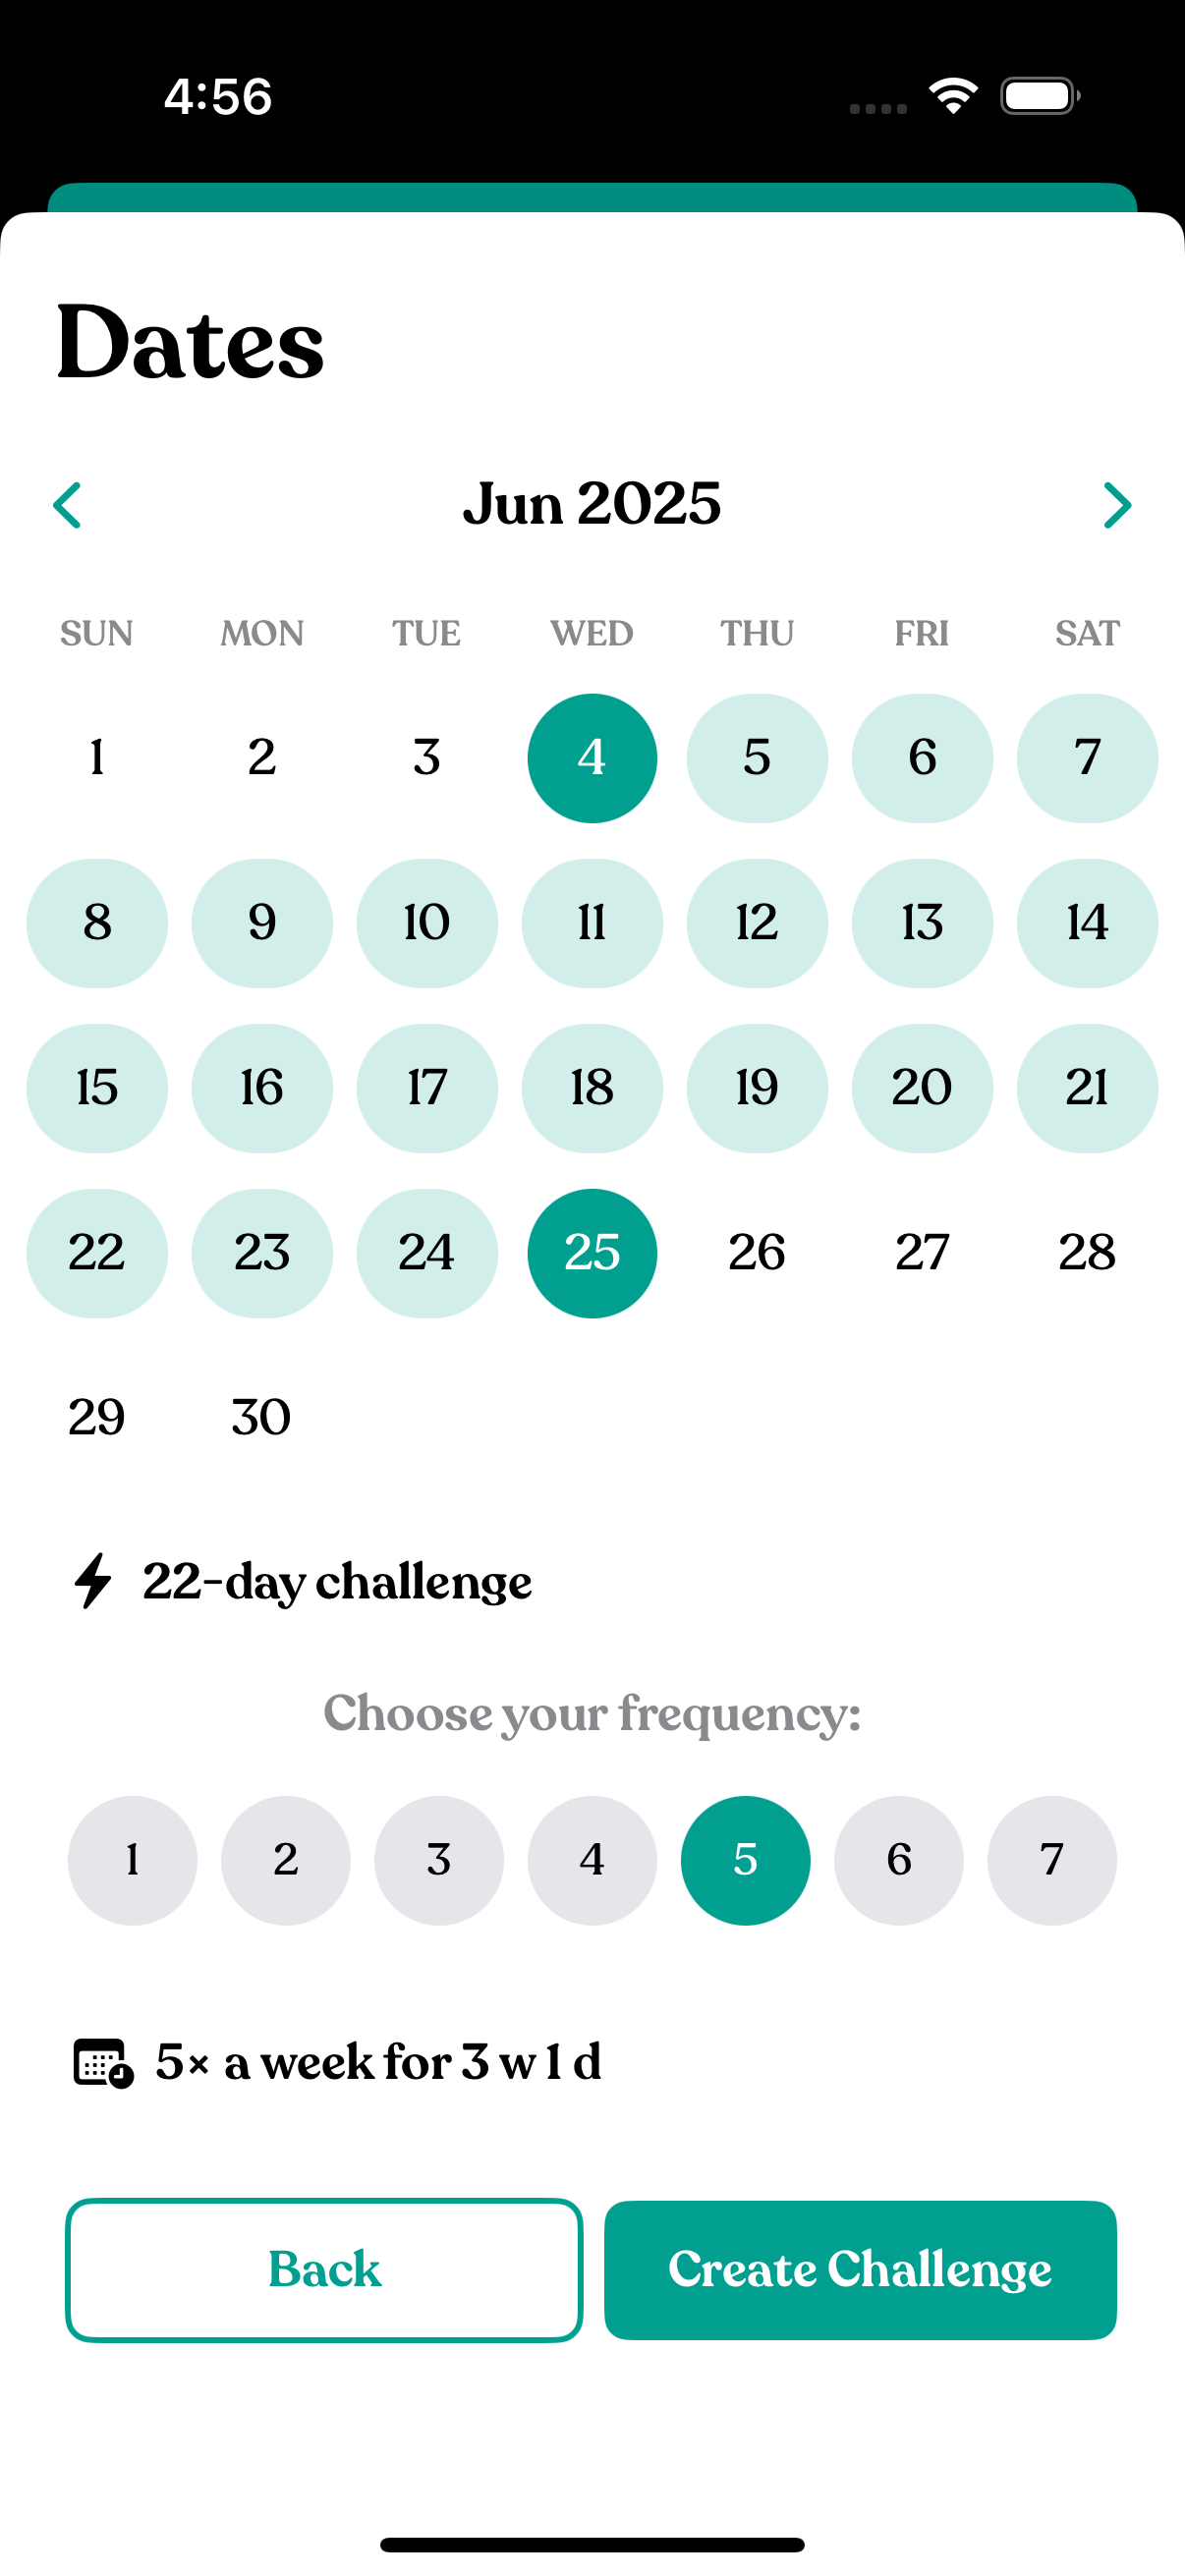 4:56
Dates
Jun 2025
SUN MON TUE WED THU FRI SAT
1 2 3 4 5 6 7
8 9 10 11 12 13 14
15 16 17 18 19 20 21
22 23 24 25 26 27 28
29 30
22-day challenge
Choose your frequency:
1 2 3 4 5 6 7
5× a week for 3 w 1 d
Back Create Challenge